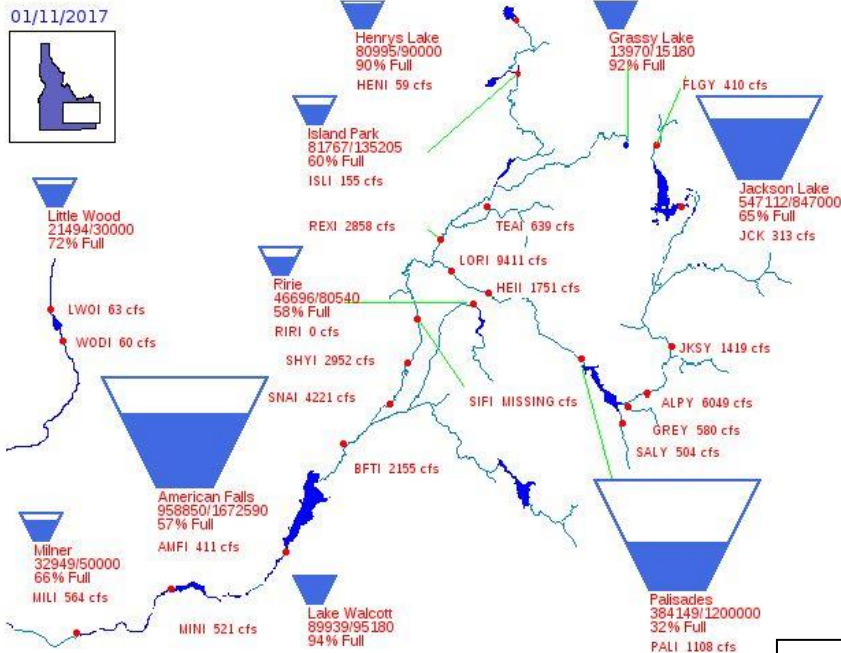 01/11/2017
Henrys Lake
80995/90000
90% Full
HENI 59 cfs
Grassy Lake
13970/15180
92% Full
FLGY 410 cfs
Island Park
81767/135205
60% Full
ISLI 155 cfs
Jackson Lake
547112/847000
65% Full
JCK 313 cfs
Little Wood
21494/30000
72% Full
REXI 2858 cfs
TEAI 639 cfs
LORI 9411 cfs
HEII 1751 cfs
Ririe
46696/80540
58% Full
RIRI 0 cfs
LWOI 63 cfs
WODI 60 cfs
SHYI 2952 cfs
JKSY 1419 cfs
SNAI 4221 cfs
SIFI MISSING cfs
ALPY 6049 cfs
GREY 580 cfs
SALY 504 cfs
BFTI 2155 cfs
American Falls
958850/1672590
57% Full
AMFI 411 cfs
Milner
32949/50000
66% Full
MILI 564 cfs
MINI 521 cfs
Lake Walcott
89939/95180
94% Full
Palisades
384149/1200000
32% Full
PALI 1108 cfs